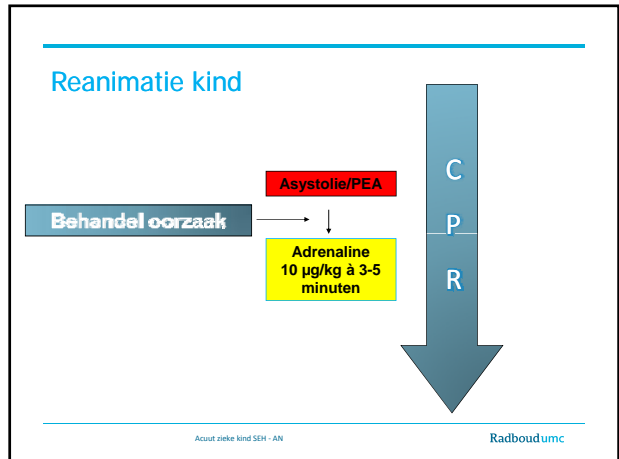 Reanimatie kind
Asystolie/PEA
Behandel oorzaak
Adrenaline
10 µg/kg à 3-5
minuten
C
P
R
Acuut zieke kind SEH - AN
Radboudumc